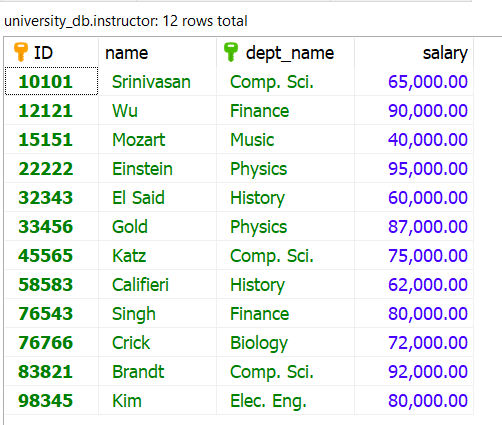 university_db.instructor: 12 rows total
ID name dept_name salary
10101 Srinivasan Comp. Sci. 65,000.00
12121 Wu Finance 90,000.00
15151 Mozart Music 40,000.00
22222 Einstein Physics 95,000.00
32343 El Said History 60,000.00
33456 Gold Physics 87,000.00
45565 Katz Comp. Sci. 75,000.00
58583 Califieri History 62,000.00
76543 Singh Finance 80,000.00
76766 Crick Biology 72,000.00
83821 Brandt Comp. Sci. 92,000.00
98345 Kim Elec. Eng. 80,000.00